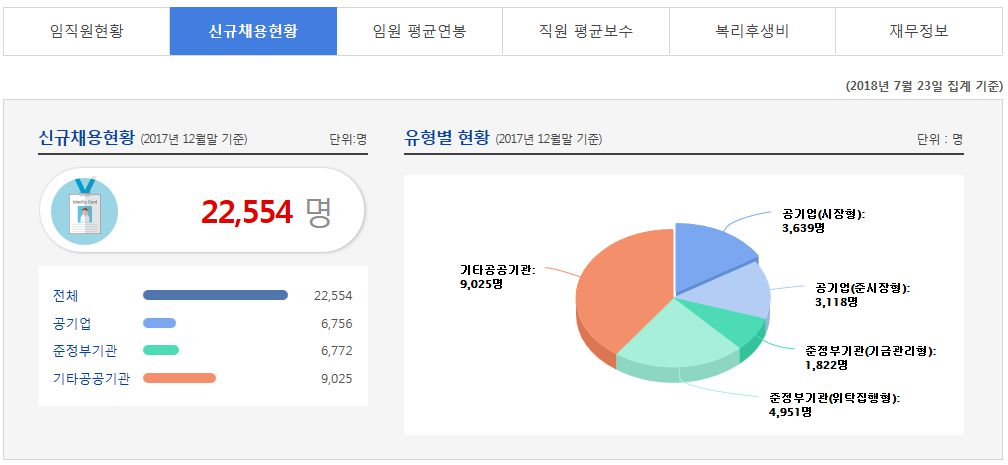 임직원현황 신규채용현황 임원 평균연봉 직원 평균보수 복리후생비 재무정보
(2018년 7월 23일 집계 기준)
신규채용현황 (2017년 12월말 기준) 단위:명
Identity Card
22,554 명
전체 22,554
공기업 6,756
준정부기관 6,772
기타공공기관 9,025
유형별 현황 (2017년 12월말 기준) 단위 : 명
공기업(시장형):
3,639명
공기업(준시장형):
3,118명
준정부기관(기금관리형):
1,822명
준정부기관(위탁집행형):
4,951명
기타공공기관:
9,025명